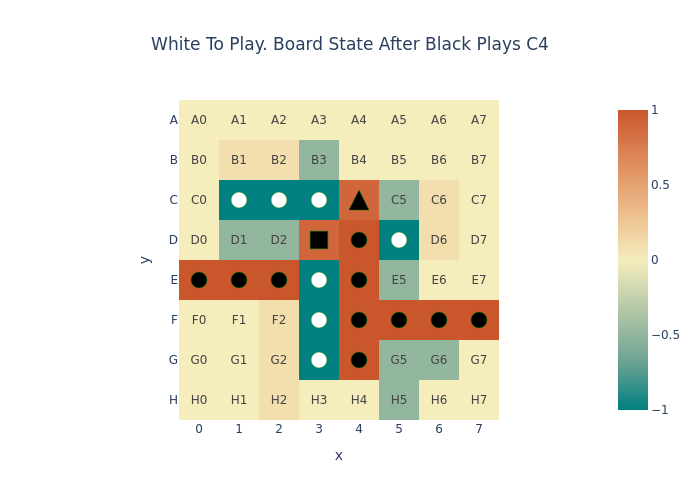 White To Play. Board State After Black Plays C4
A A0 A1 A2 A3 A4 A5 A6 A7
B B0 B1 B2 B3 B4 B5 B6 B7
C C0 C5 C6 C7
D D0 D1 D2 D6 D7
E E5 E6 E7
F F0 F1 F2
G G0 G1 G2 G5 G6 G7
H H0 H1 H2 H3 H4 H5 H6 H7
0 1 2 3 4 5 6 7
x
y
1
0.5
0
−0.5
−1